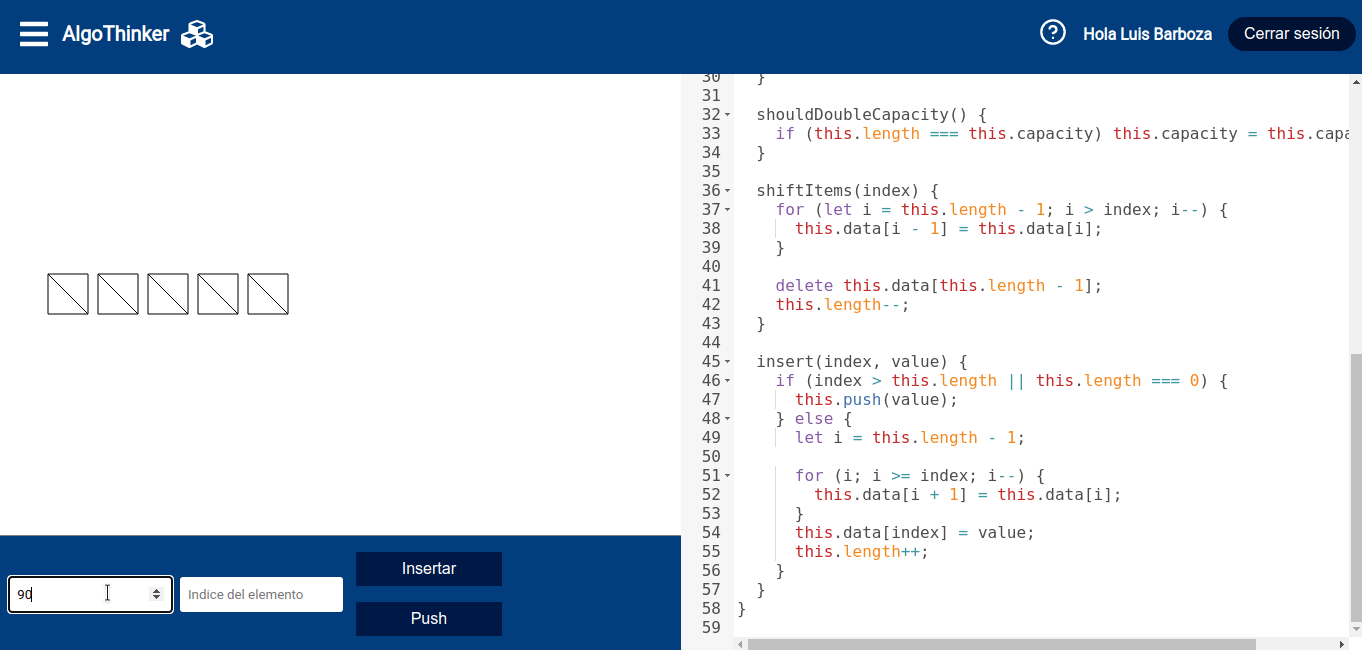 AlgoThinker
Hola Luis Barboza
Cerrar sesión
30 }
31
32 shouldDoubleCapacity() {
33 if (this.length === this.capacity) this.capacity = this.capa
34 }
35
36 shiftItems(index) {
37 for (let i = this.length - 1; i > index; i--) {
38 this.data[i - 1] = this.data[i];
39 }
40
41 delete this.data[this.length - 1];
42 this.length--;
43 }
44
45 insert(index, value) {
46 if (index > this.length || this.length === 0) {
47 this.push(value);
48 } else {
49 let i = this.length - 1;
50
51 for (i; i >= index; i--) {
52 this.data[i + 1] = this.data[i];
53 }
54 this.data[index] = value;
55 this.length++;
56 }
57 }
58 }
59
90
Indice del elemento
Insertar
Push